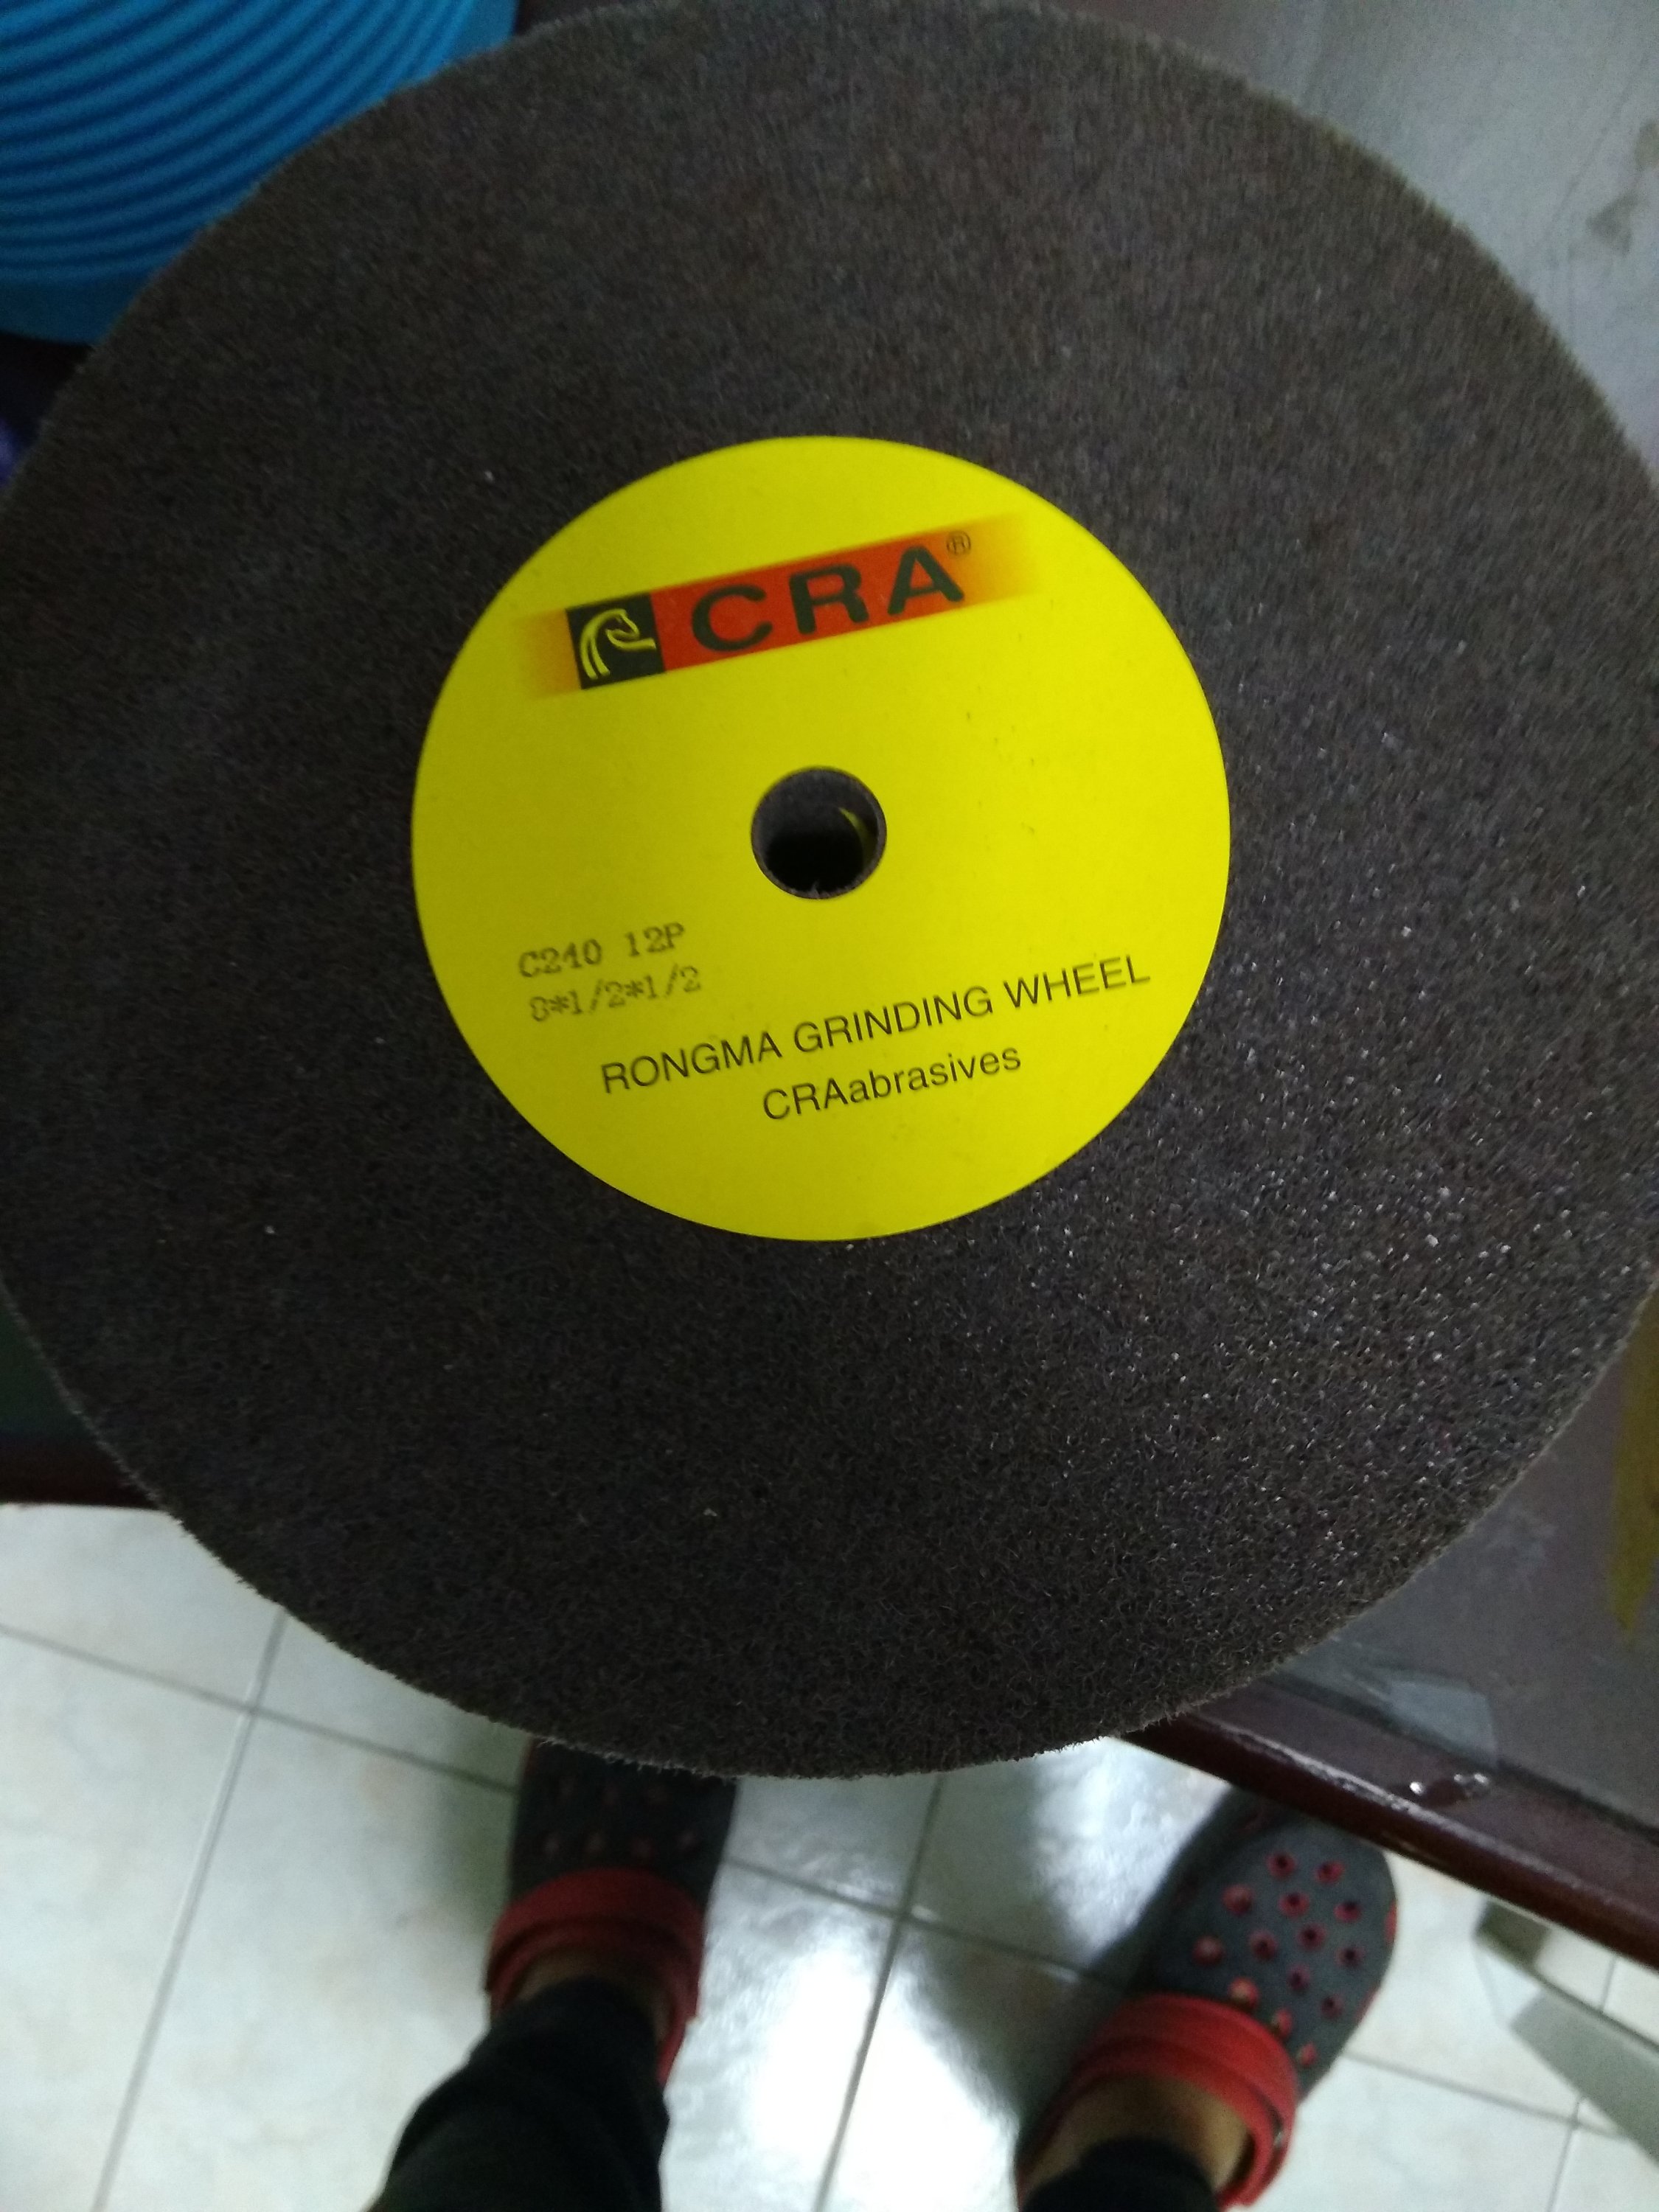 CRA®
C240 12P
8*1/2*1/2
RONGMA GRINDING WHEEL
CRAabrasives